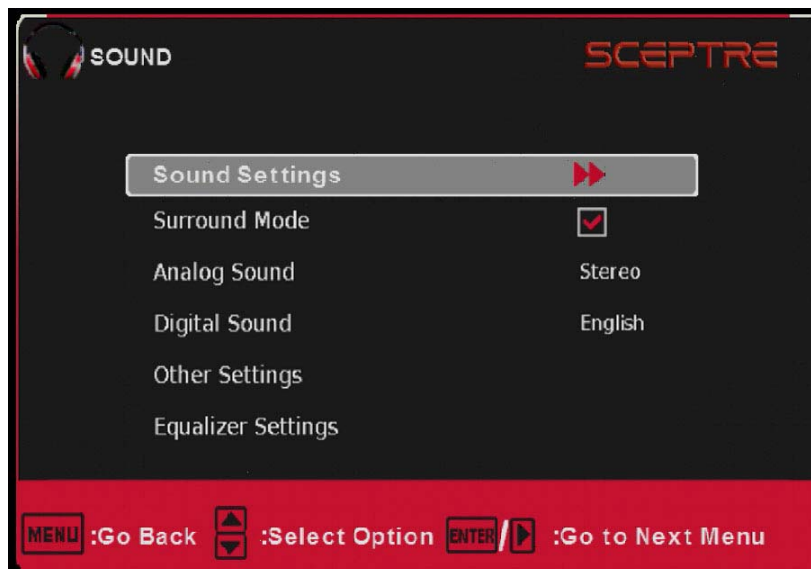 SOUND
SCEPTRE
Sound Settings
Surround Mode
Analog Sound Stereo
Digital Sound English
Other Settings
Equalizer Settings
MENU :Go Back :Select Option ENTER / :Go to Next Menu